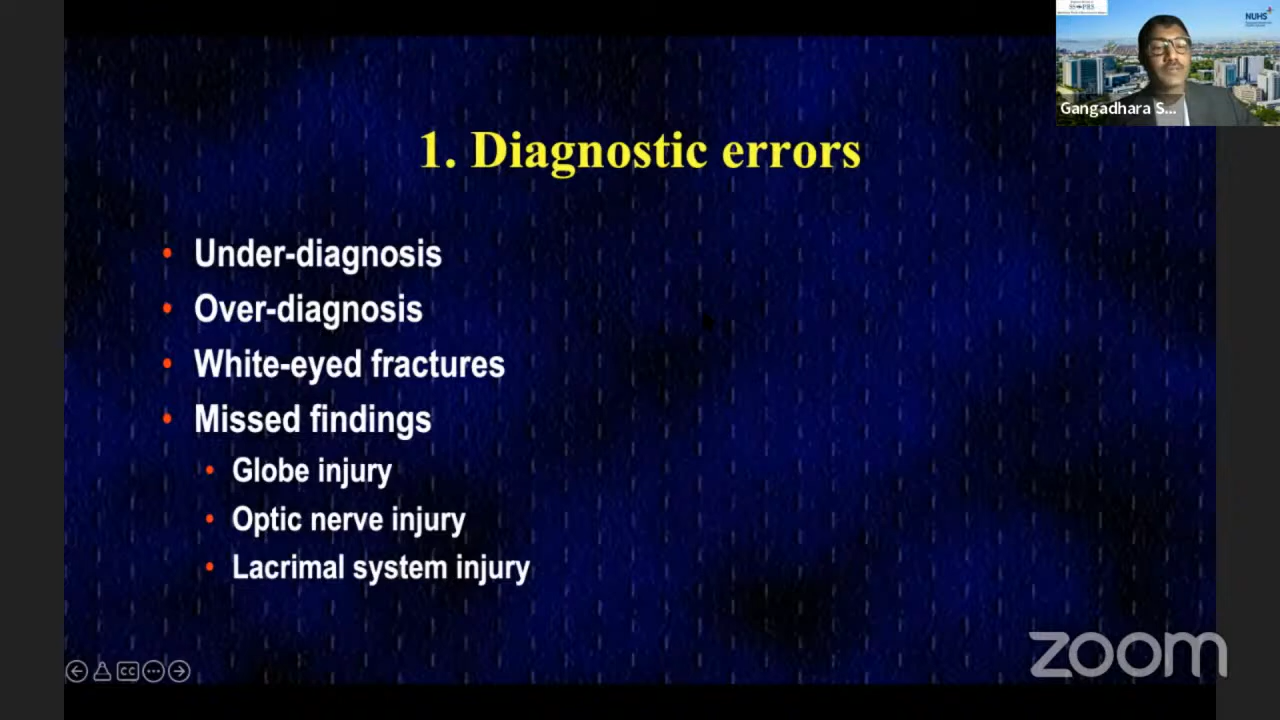 NUHS
Gangadhara S...
1. Diagnostic errors
• Under-diagnosis
• Over-diagnosis
• White-eyed fractures
• Missed findings
• Globe injury
• Optic nerve injury
• Lacrimal system injury
CC
zoom